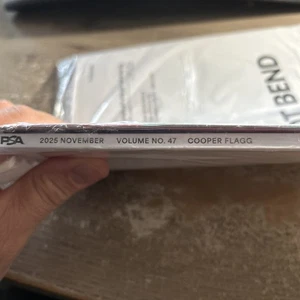 T BEND
PSA 2025 NOVEMBER VOLUME NO. 47 COOPER FLAGG